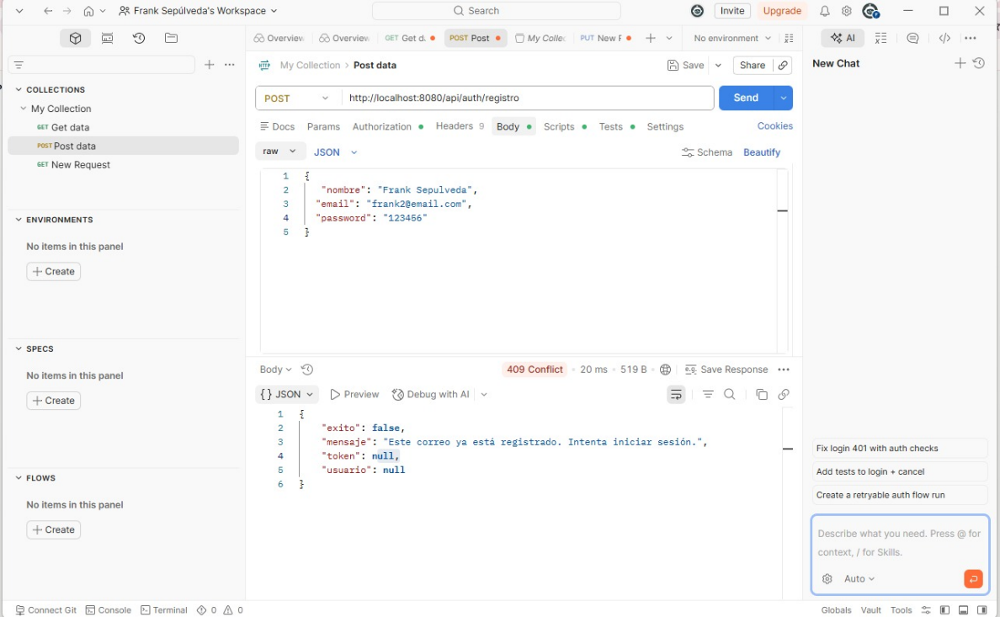 Frank Sepúlveda's Workspace
Search
Invite
Upgrade
Overview
Overview
GET Get d.
POST Post
My Collec
PUT New F
No environment
AI
My Collection > Post data
Save
Share
New Chat
COLLECTIONS
My Collection
GET Get data
POST Post data
GET New Request
ENVIRONMENTS
No items in this panel
Create
SPECS
No items in this panel
Create
FLOWS
No items in this panel
Create
POST
http://localhost:8080/api/auth/registro
Send
Docs Params Authorization Headers 9 Body Scripts Tests Settings Cookies
raw JSON Schema Beautify
1 {
2 "nombre": "Frank Sepulveda",
3 "email": "frank2@email.com",
4 "password": "123456"
5 }
Body 409 Conflict • 20 ms • 519 B • e.g. Save Response
{} JSON Preview Debug with AI
1 {
2 "exito": false,
3 "mensaje": "Este correo ya está registrado. Intenta iniciar sesión.",
4 "token": null,
5 "usuario": null
6 }
Fix login 401 with auth checks
Add tests to login + cancel
Create a retryable auth flow run
Describe what you need. Press @ for
context, / for Skills.
Auto
Connect Git Console Terminal 0 0
Globals Vault Tools